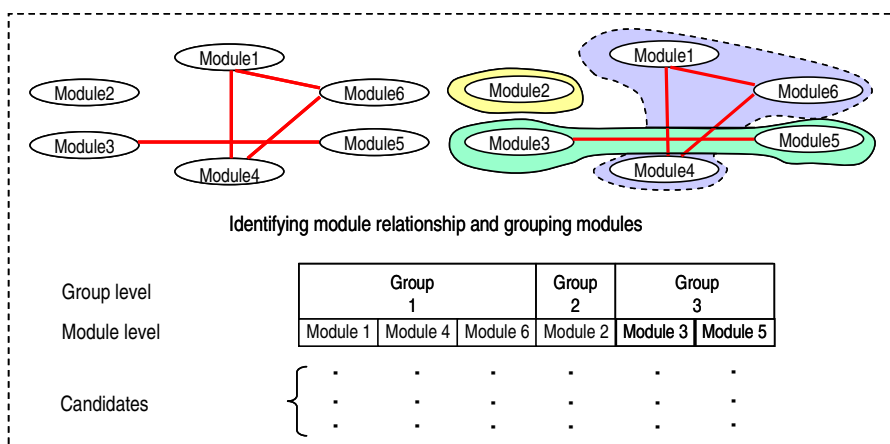 Module1
Module2
Module6
Module3
Module5
Module4
Module1
Module2
Module6
Module3
Module5
Module4
Identifying module relationship and grouping modules
Group level
Group 1
Group 2
Group 3
Module level
Module 1 Module 4 Module 6 Module 2 Module 3 Module 5
Candidates